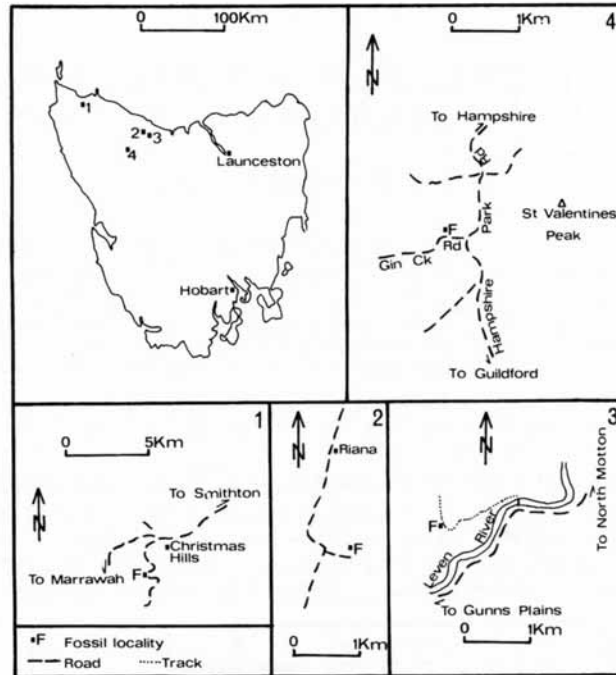 0 100Km
1
2 3
4
Launceston
Hobart
0 1Km
4
N
To Hampshire
Rd
Park
St Valentines
Peak
F
Rd
Gin Ck
Hampshire
To Guildford
1
0 5Km
N
To Smithton
Christmas
Hills
To Marrawah
F
2
N
Riana
F
0 1Km
3
N
To North Motton
F
Leven River
To Gunns Plains
0 1Km
F Fossil locality
Road Track